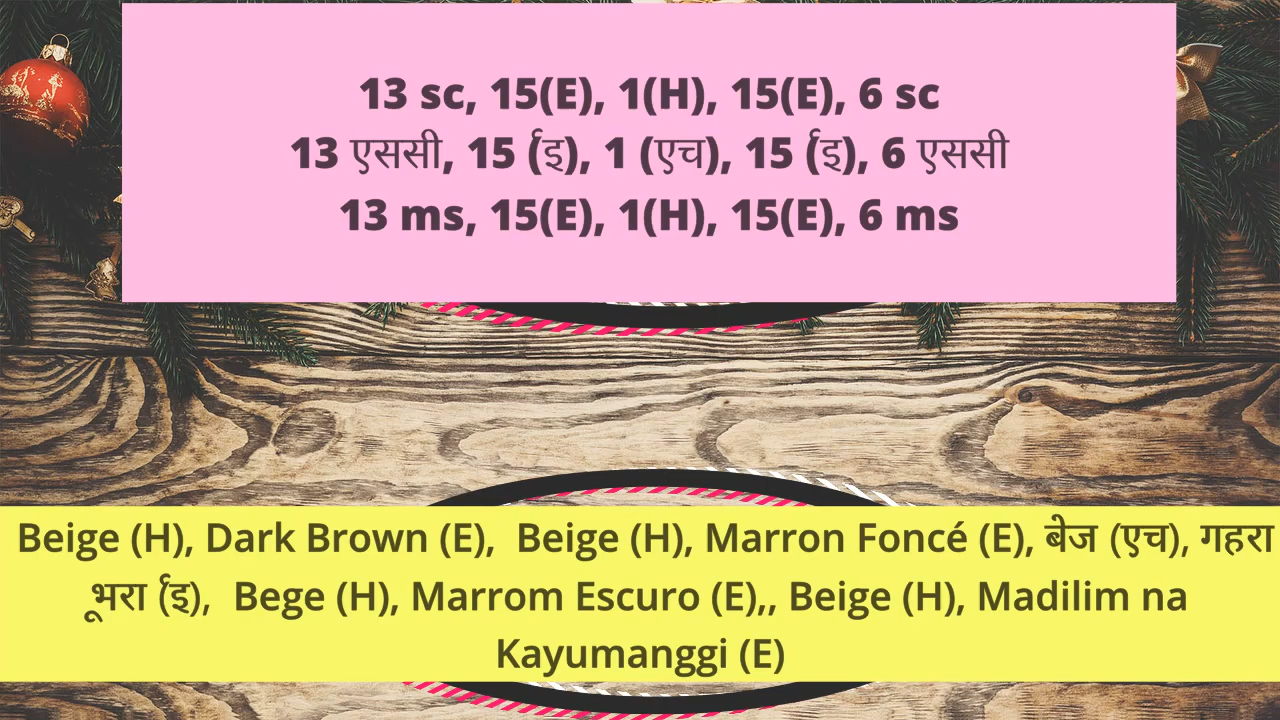 13 sc, 15(E), 1(H), 15(E), 6 sc
13 एससी, 15 (ई), 1 (एच), 15 (ई), 6 एससी
13 ms, 15(E), 1(H), 15(E), 6 ms
Beige (H), Dark Brown (E), Beige (H), Marron Foncé (E), बेज (एच), गहरा
भूरा (ई), Bege (H), Marrom Escuro (E),, Beige (H), Madilim na
Kayumanggi (E)